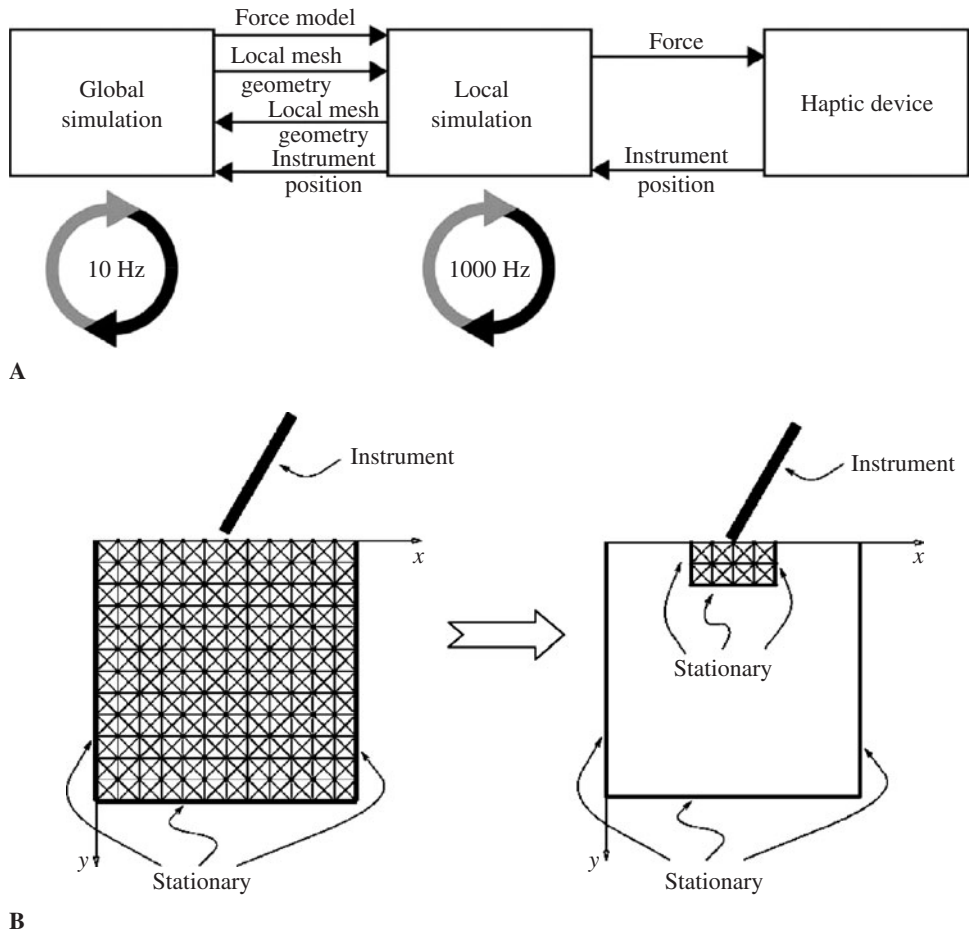 Force model
Local mesh
geometry
Local mesh
geometry
Instrument
position
Global
simulation
Local
simulation
Force
Instrument
position
Haptic device
10 Hz
1000 Hz
A
Instrument
x
y
Stationary
Instrument
x
Stationary
y
Stationary
B